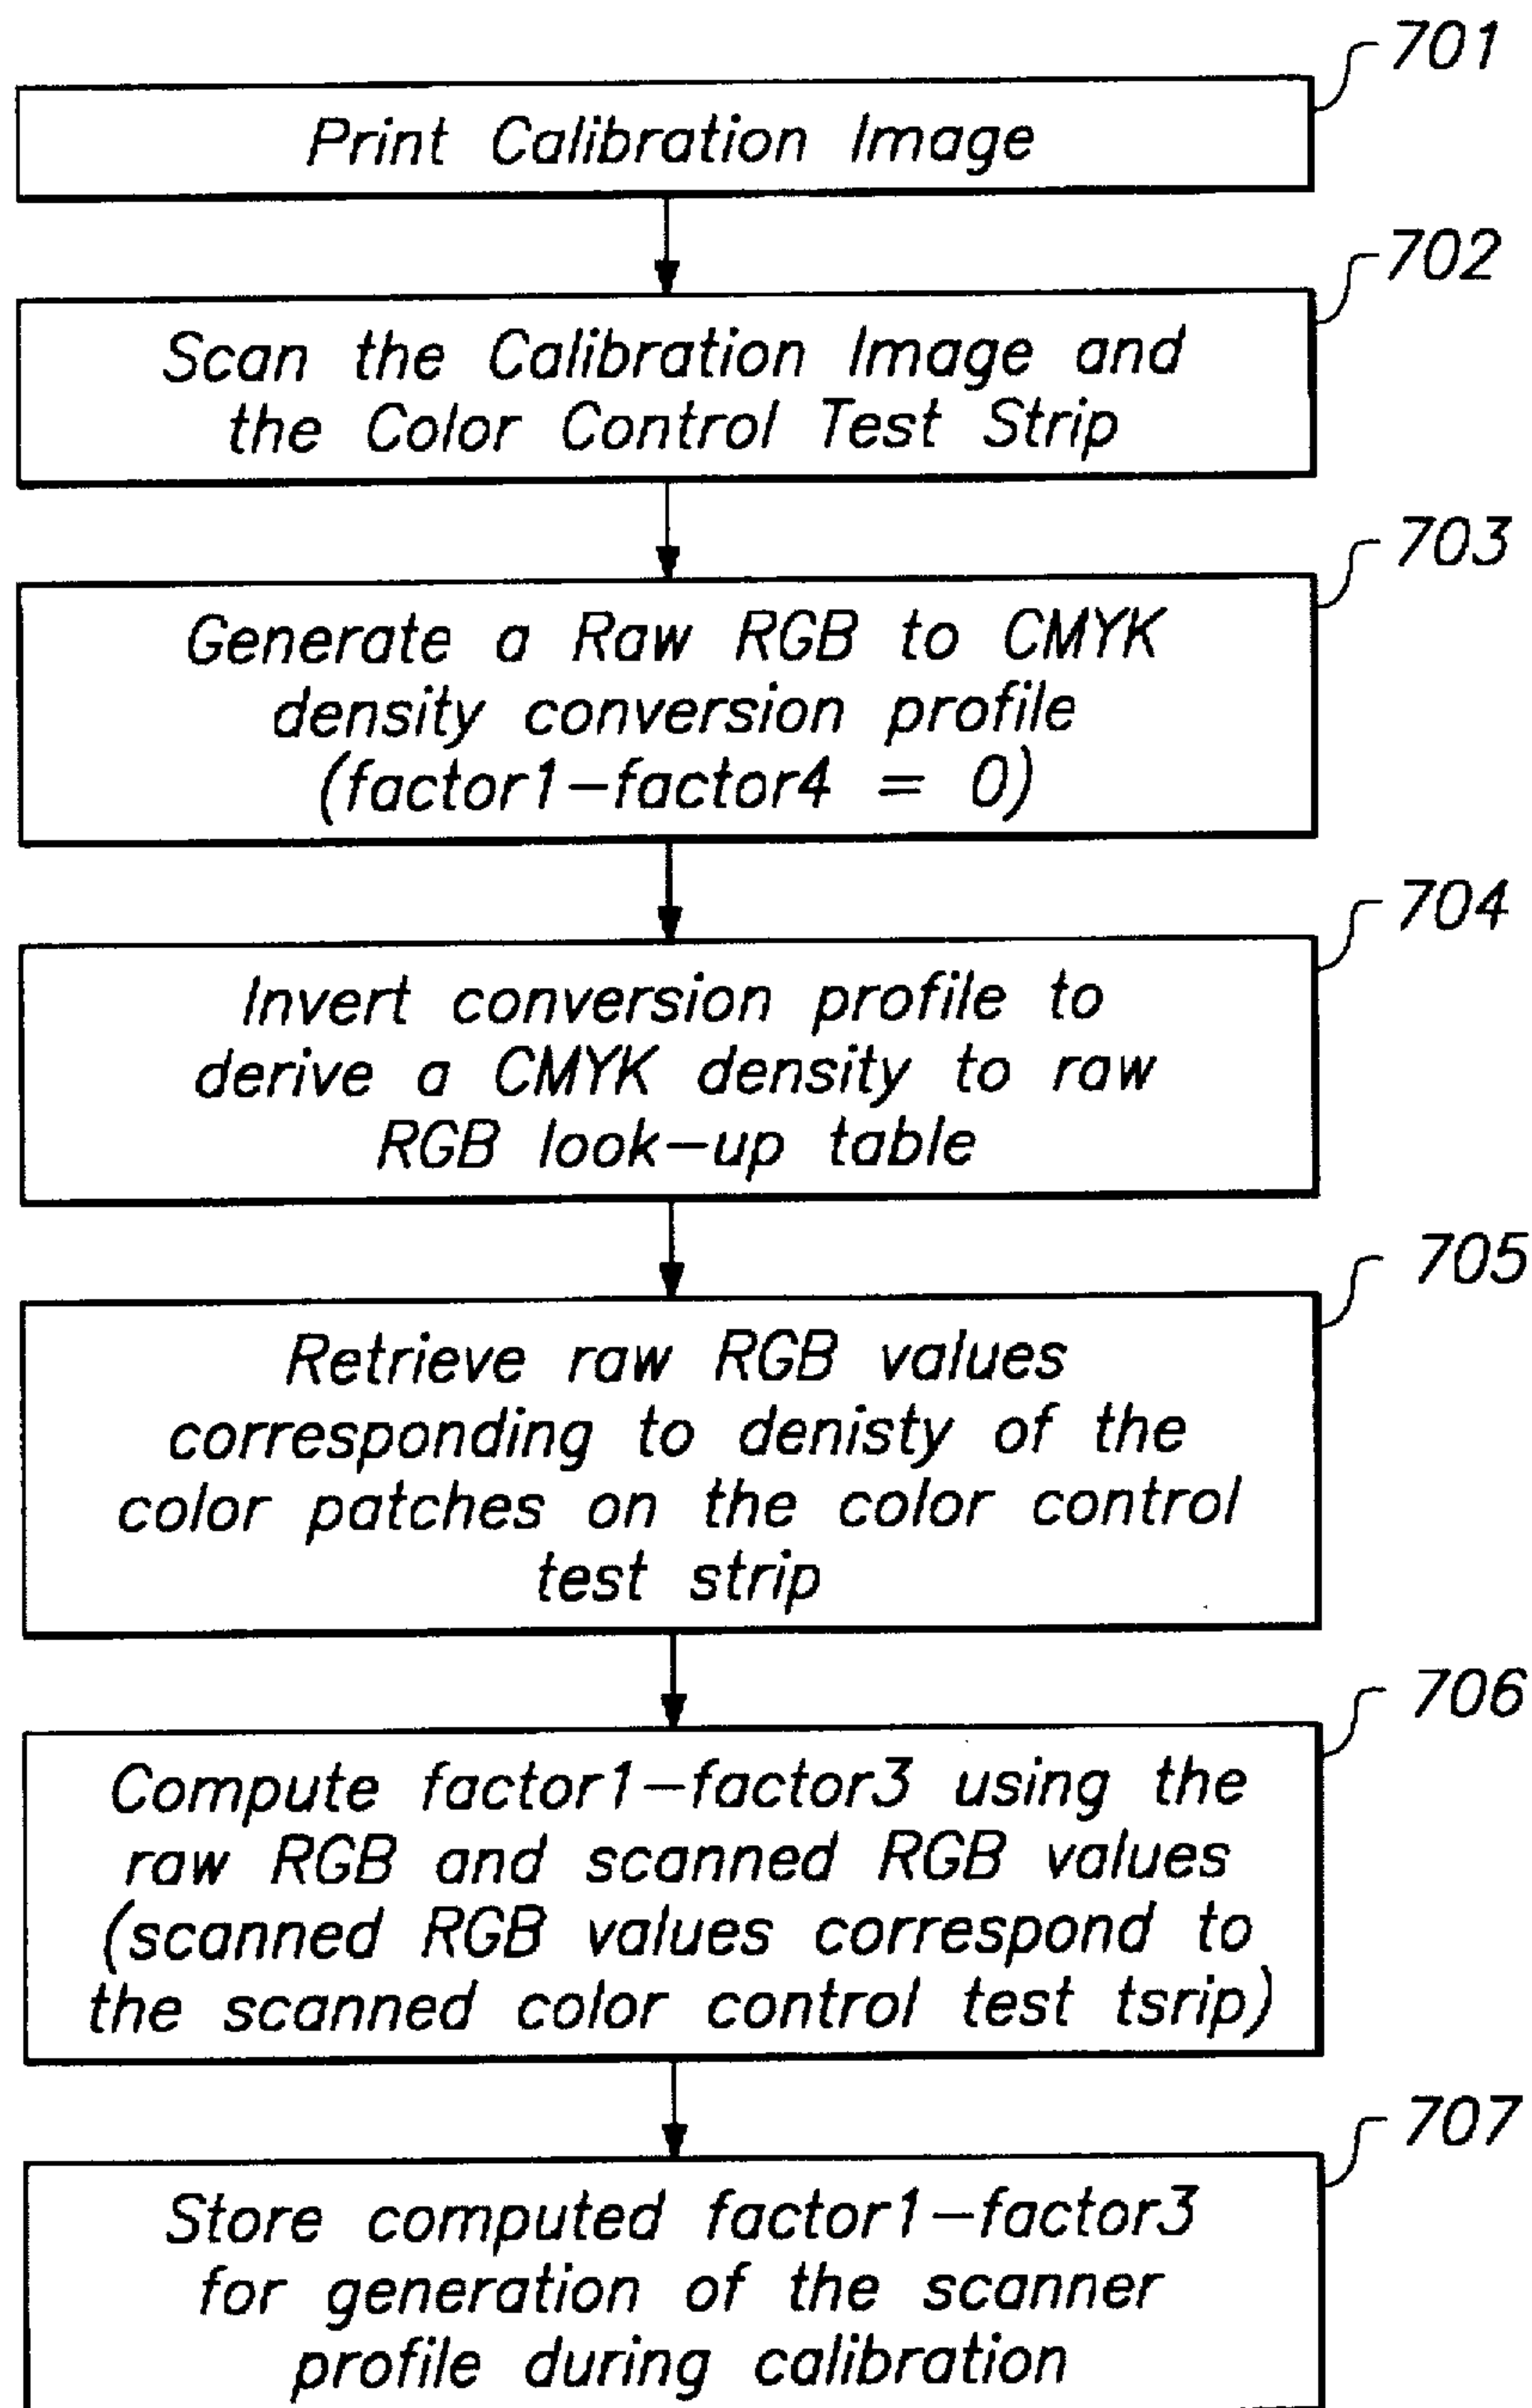 701
Print Calibration Image
702
Scan the Calibration Image and
the Color Control Test Strip
703
Generate a Raw RGB to CMYK
density conversion profile
(factor1-factor4 = 0)
704
Invert conversion profile to
derive a CMYK density to raw
RGB look-up table
705
Retrieve raw RGB values
corresponding to denisty of the
color patches on the color control
test strip
706
Compute factor1-factor3 using the
raw RGB and scanned RGB values
(scanned RGB values correspond to
the scanned color control test tsrip)
707
Store computed factor1-factor3
for generation of the scanner
profile during calibration